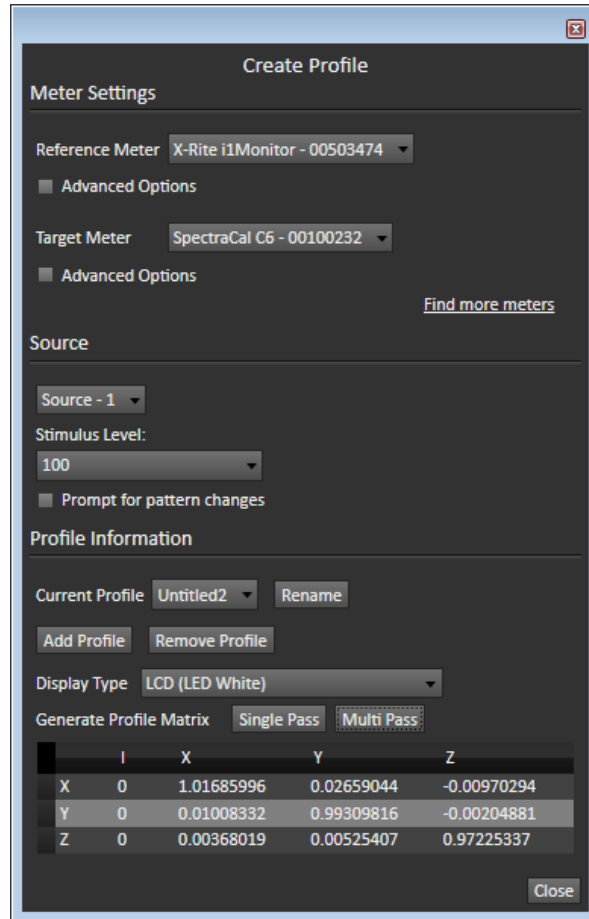 Create Profile
Meter Settings
Reference Meter X-Rite i1Monitor - 00503474
Advanced Options
Target Meter SpectraCal C6 - 00100232
Advanced Options
Find more meters
Source
Source - 1
Stimulus Level:
100
Prompt for pattern changes
Profile Information
Current Profile Untitled2 Rename
Add Profile Remove Profile
Display Type LCD (LED White)
Generate Profile Matrix Single Pass Multi Pass
I X Y Z
X 0 1.01685996 0.02659044 -0.00970294
Y 0 0.01008332 0.99309816 -0.00204881
Z 0 0.00368019 0.00525407 0.97225337
Close